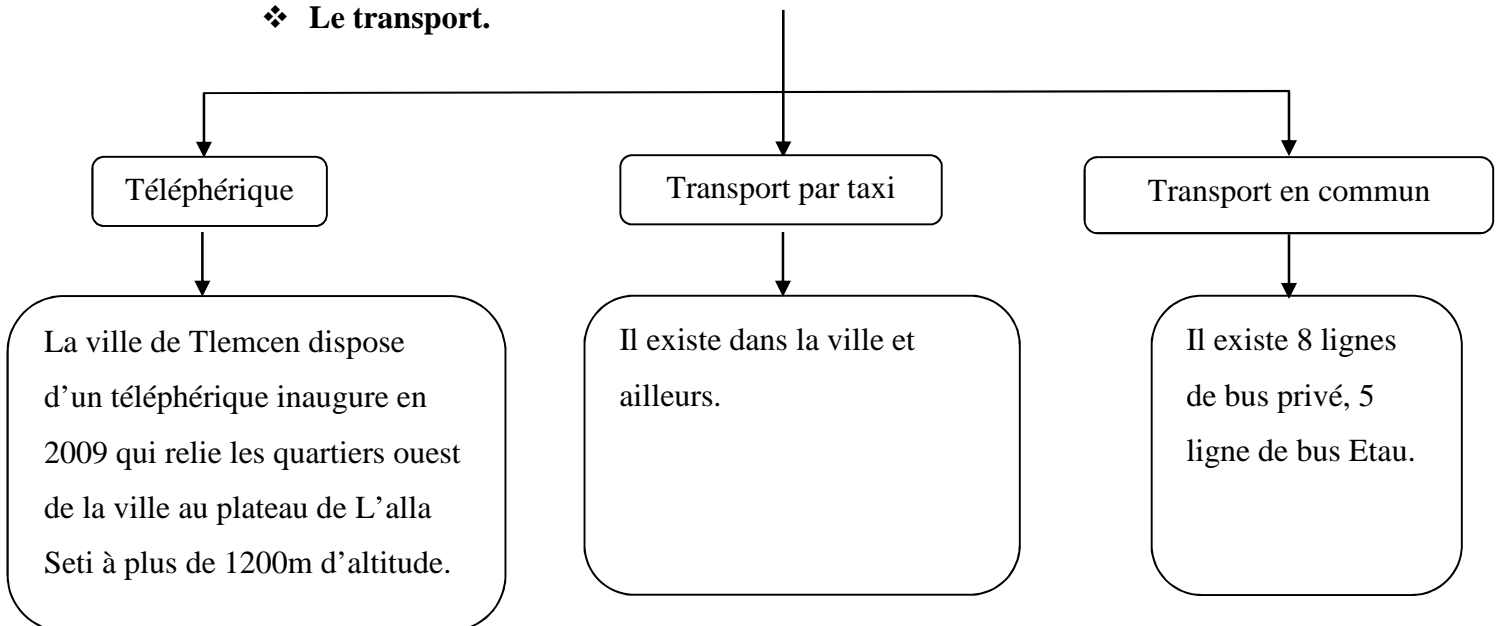 ❖ Le transport.
Téléphérique
Transport par taxi
Transport en commun
La ville de Tlemcen dispose
d’un téléphérique inaugure en
2009 qui relie les quartiers ouest
de la ville au plateau de L’alla
Seti à plus de 1200m d’altitude.
Il existe dans la ville et
ailleurs.
Il existe 8 lignes
de bus privé, 5
ligne de bus Etau.